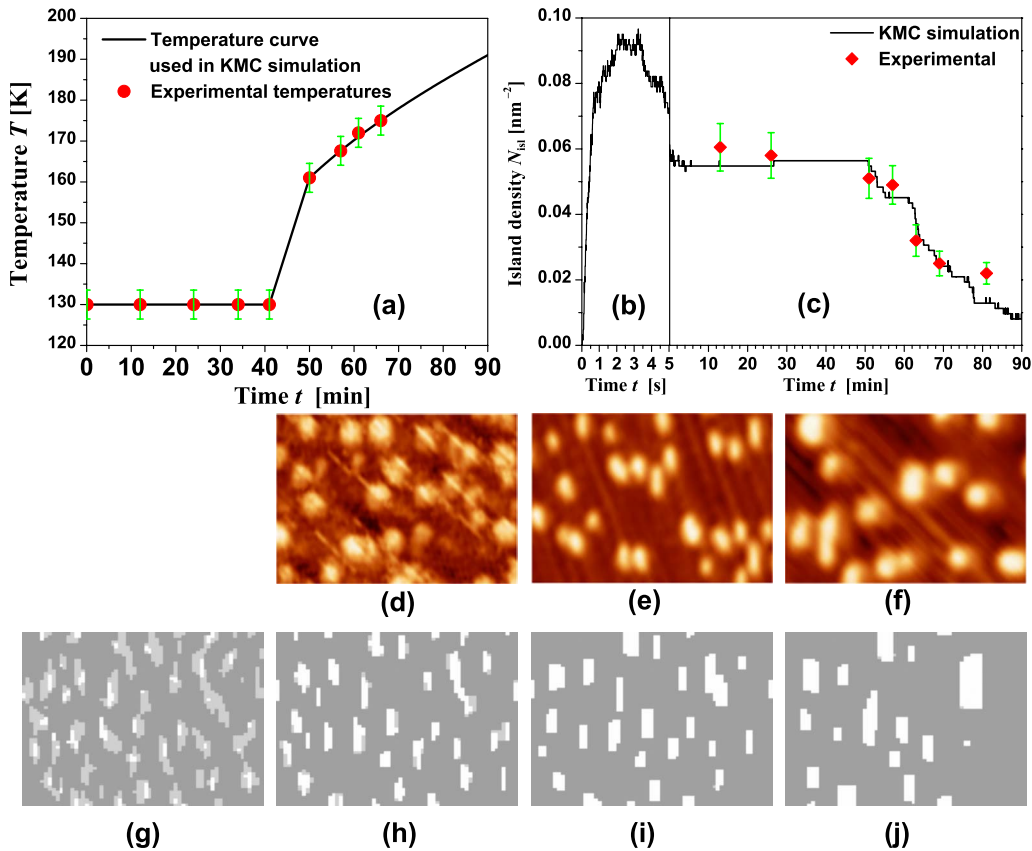 200
190
180
170
160
150
140
130
120
Temperature T [K]
Temperature curve
used in KMC simulation
Experimental temperatures
(a)
0 10 20 30 40 50 60 70 80 90
Time t [min]
0.10
0.08
0.06
0.04
0.02
0.00
Island density Nisl [nm−2]
KMC simulation
Experimental
(b)
(c)
0 1 2 3 4 5 10 20 30 40 50 60 70 80 90
Time t [s] Time t [min]
(d)
(e)
(f)
(g)
(h)
(i)
(j)